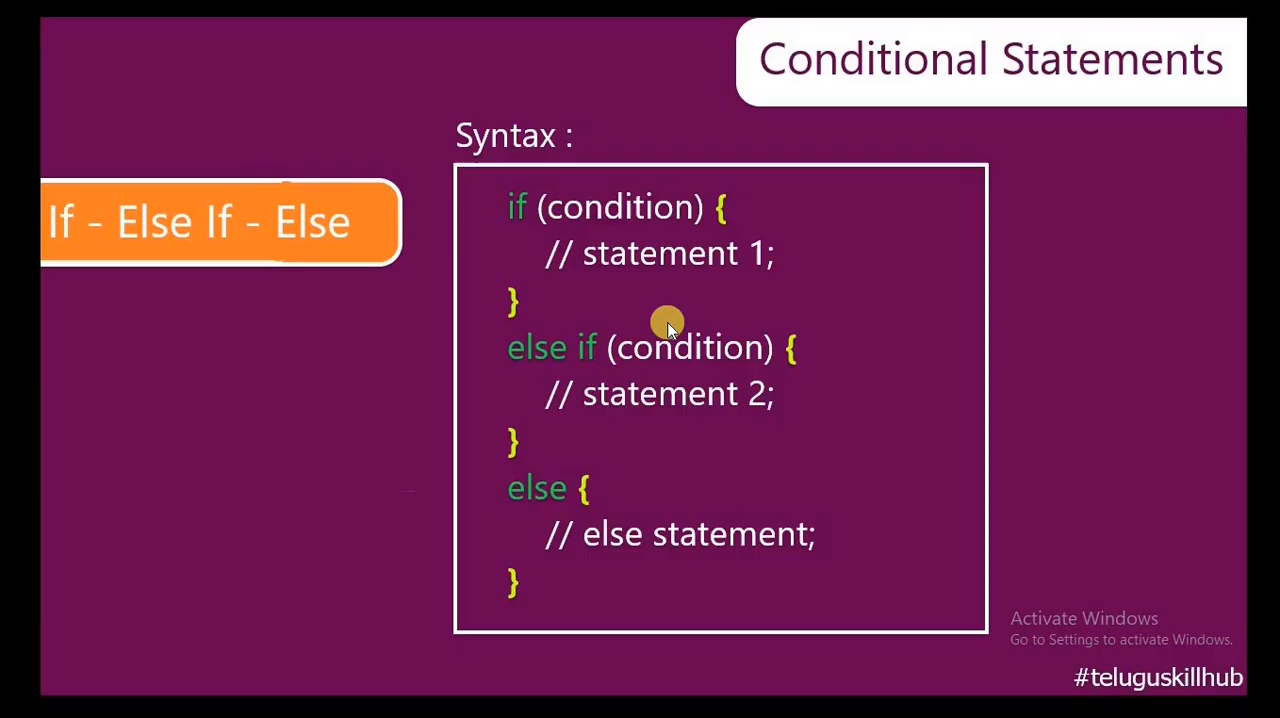 Conditional Statements
Syntax :
If - Else If - Else
if (condition) {
// statement 1;
}
else if (condition) {
// statement 2;
}
else {
// else statement;
}
Activate Windows
Go to Settings to activate Windows.
#teluguskillhub